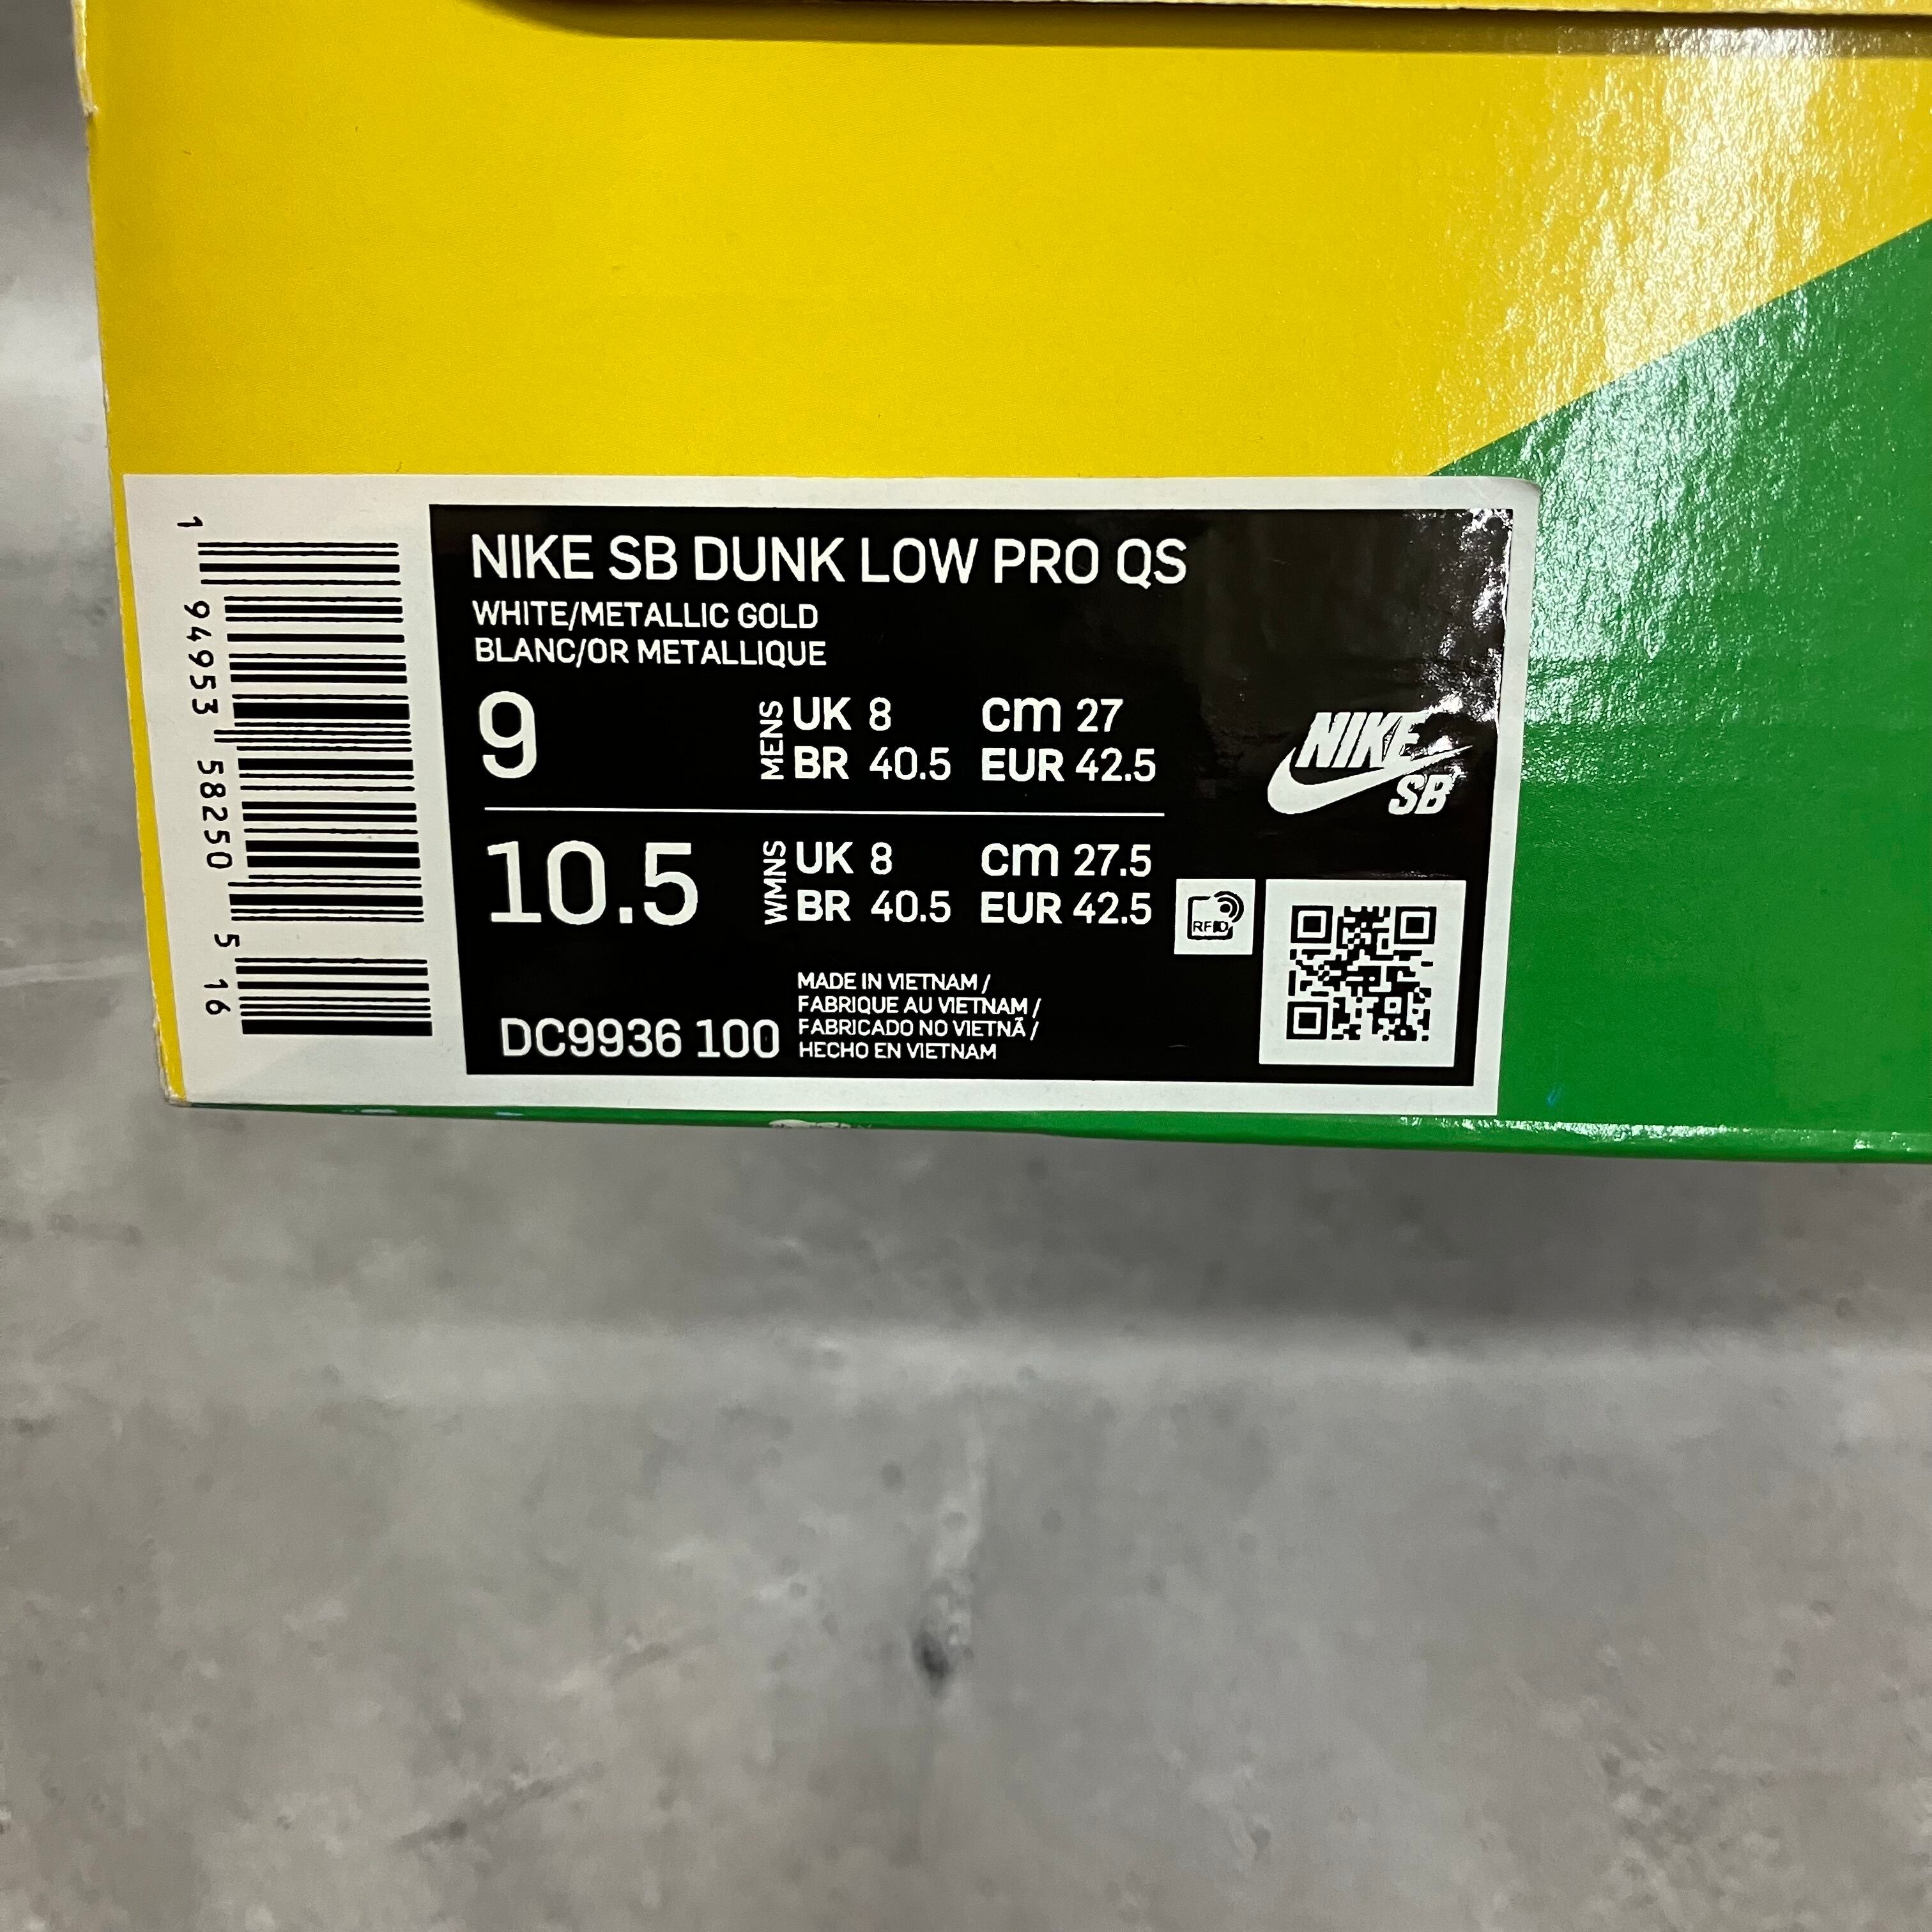 1 94953 58250 5 16
NIKE SB DUNK LOW PRO QS
WHITE/METALLIC GOLD
BLANC/OR METALLIQUE
9 MENS UK 8 cm 27
BR 40.5 EUR 42.5
10.5 WMNS UK 8 cm 27.5
BR 40.5 EUR 42.5
NIKE
SB
RFID
DC9936 100
MADE IN VIETNAM /
FABRIQUE AU VIETNAM /
FABRICADO NO VIETNÃ /
HECHO EN VIETNAM